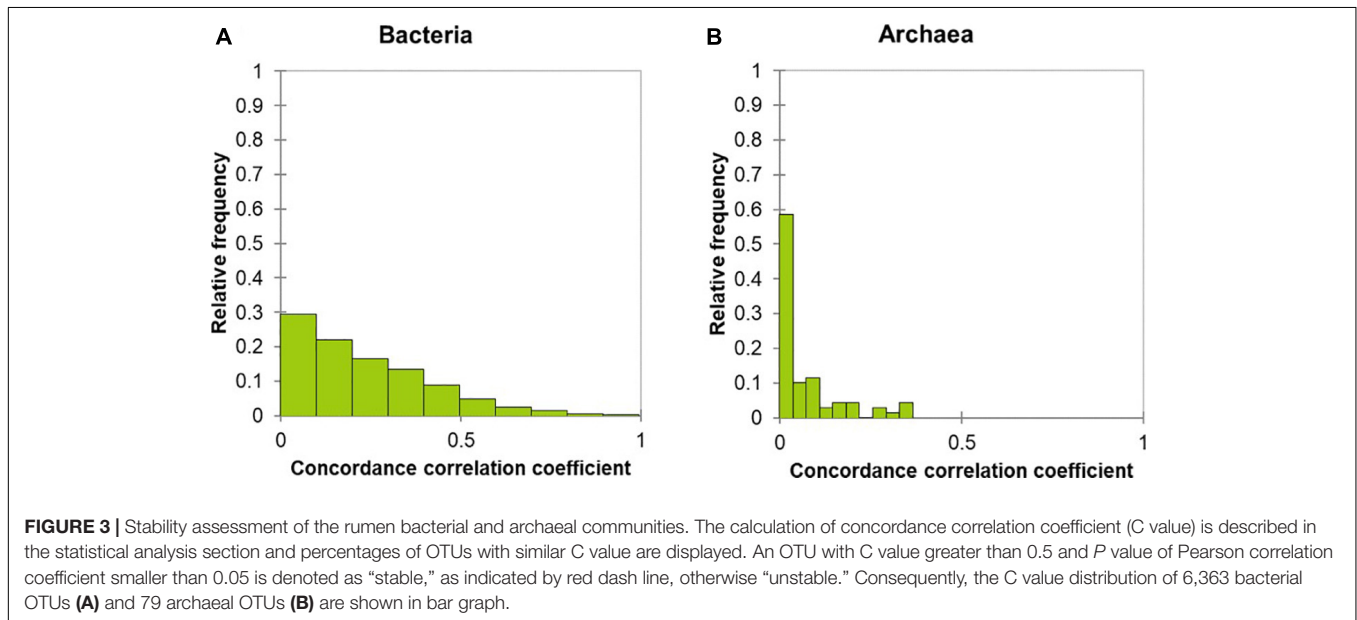 A
Bacteria
1
0.9
0.8
0.7
0.6
0.5
0.4
0.3
0.2
0.1
0
Relative frequency
0
0.5
1
Concordance correlation coefficient
B
Archaea
1
0.9
0.8
0.7
0.6
0.5
0.4
0.3
0.2
0.1
0
Relative frequency
0
0.5
1
Concordance correlation coefficient
FIGURE 3 | Stability assessment of the rumen bacterial and archaeal communities. The calculation of concordance correlation coefficient (C value) is described in
the statistical analysis section and percentages of OTUs with similar C value are displayed. An OTU with C value greater than 0.5 and P value of Pearson correlation
coefficient smaller than 0.05 is denoted as “stable,” as indicated by red dash line, otherwise “unstable.” Consequently, the C value distribution of 6,363 bacterial
OTUs (A) and 79 archaeal OTUs (B) are shown in bar graph.